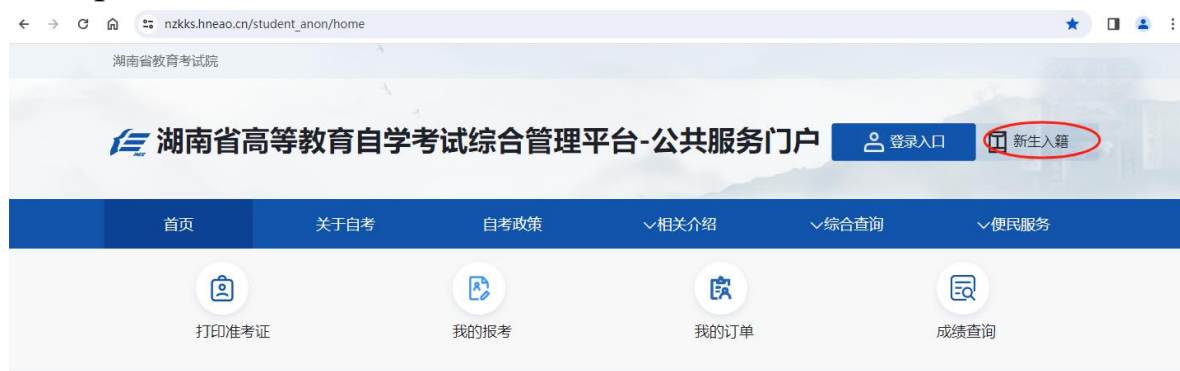 nzkks.hneao.cn/student_anon/home
湖南省教育考试院
湖南省高等教育自学考试综合管理平台-公共服务门户 登录入口 新生入籍
首页 关于自考 自考政策 相关介绍 综合查询 便民服务
打印准考证 我的报考 我的订单 成绩查询